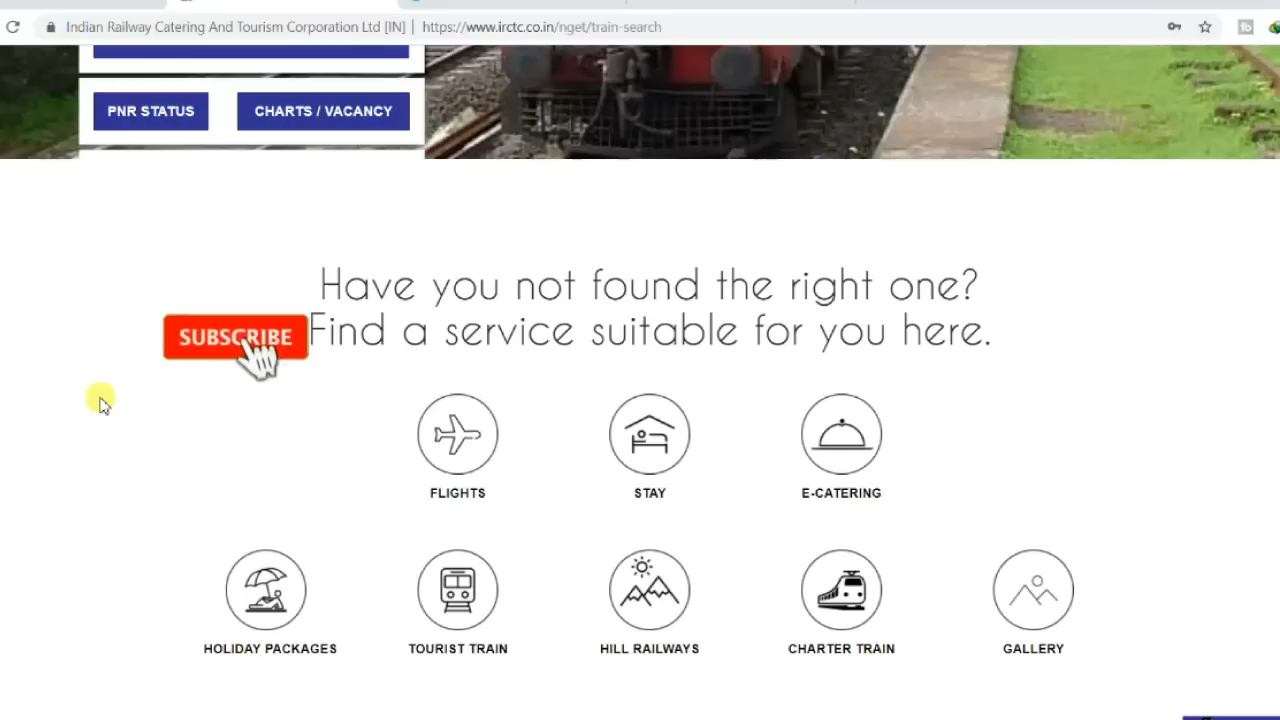 Indian Railway Catering And Tourism Corporation Ltd [IN] | https://www.irctc.co.in/nget/train-search
PNR STATUS
CHARTS / VACANCY
Have you not found the right one?
SUBSCRIBE
Find a service suitable for you here.
FLIGHTS
STAY
E-CATERING
HOLIDAY PACKAGES
TOURIST TRAIN
HILL RAILWAYS
CHARTER TRAIN
GALLERY